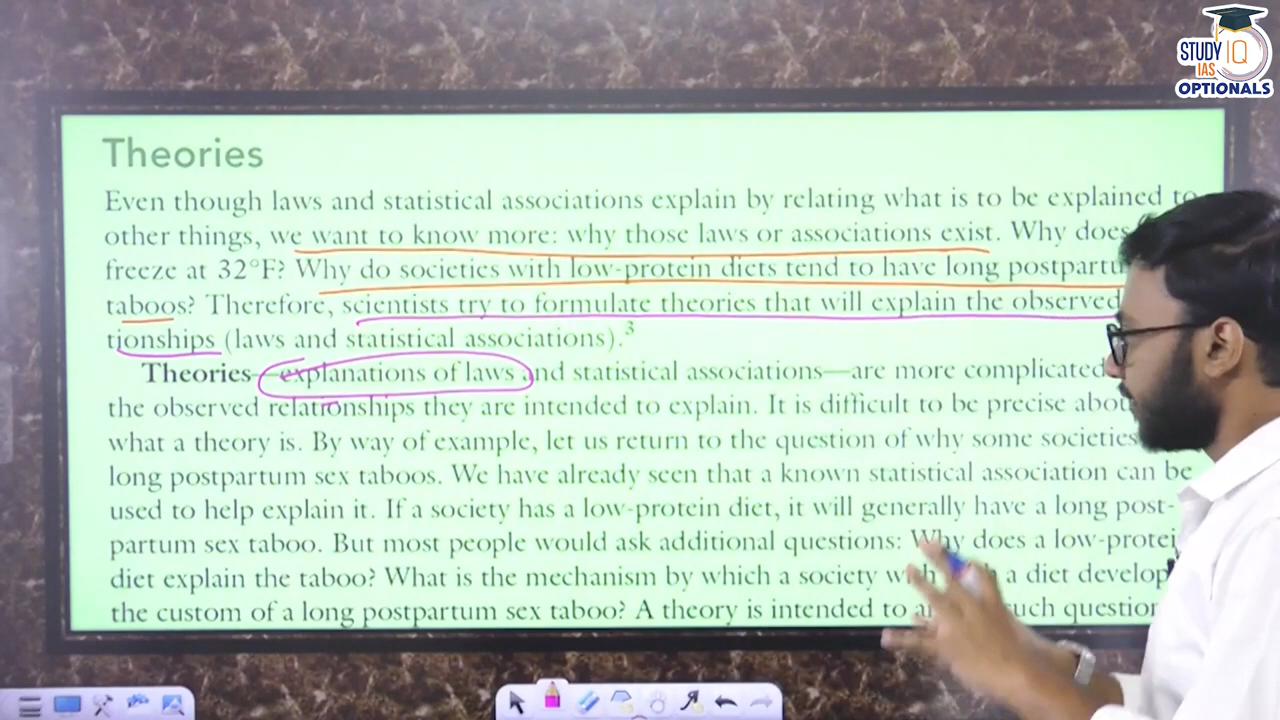 STUDY IQ
IAS
OPTIONALS
Theories
Even though laws and statistical associations explain by relating what is to be explained to
other things, we want to know more: why those laws or associations exist. Why does
freeze at 32°F? Why do societies with low-protein diets tend to have long postpartu
taboos? Therefore, scientists try to formulate theories that will explain the observed
tionships (laws and statistical associations).3
Theories—explanations of laws and statistical associations—are more complicated
the observed relationships they are intended to explain. It is difficult to be precise abou
what a theory is. By way of example, let us return to the question of why some societies
long postpartum sex taboos. We have already seen that a known statistical association can be
used to help explain it. If a society has a low-protein diet, it will generally have a long post-
partum sex taboo. But most people would ask additional questions: Why does a low-protei
diet explain the taboo? What is the mechanism by which a society with a diet develop
the custom of a long postpartum sex taboo? A theory is intended to an such question